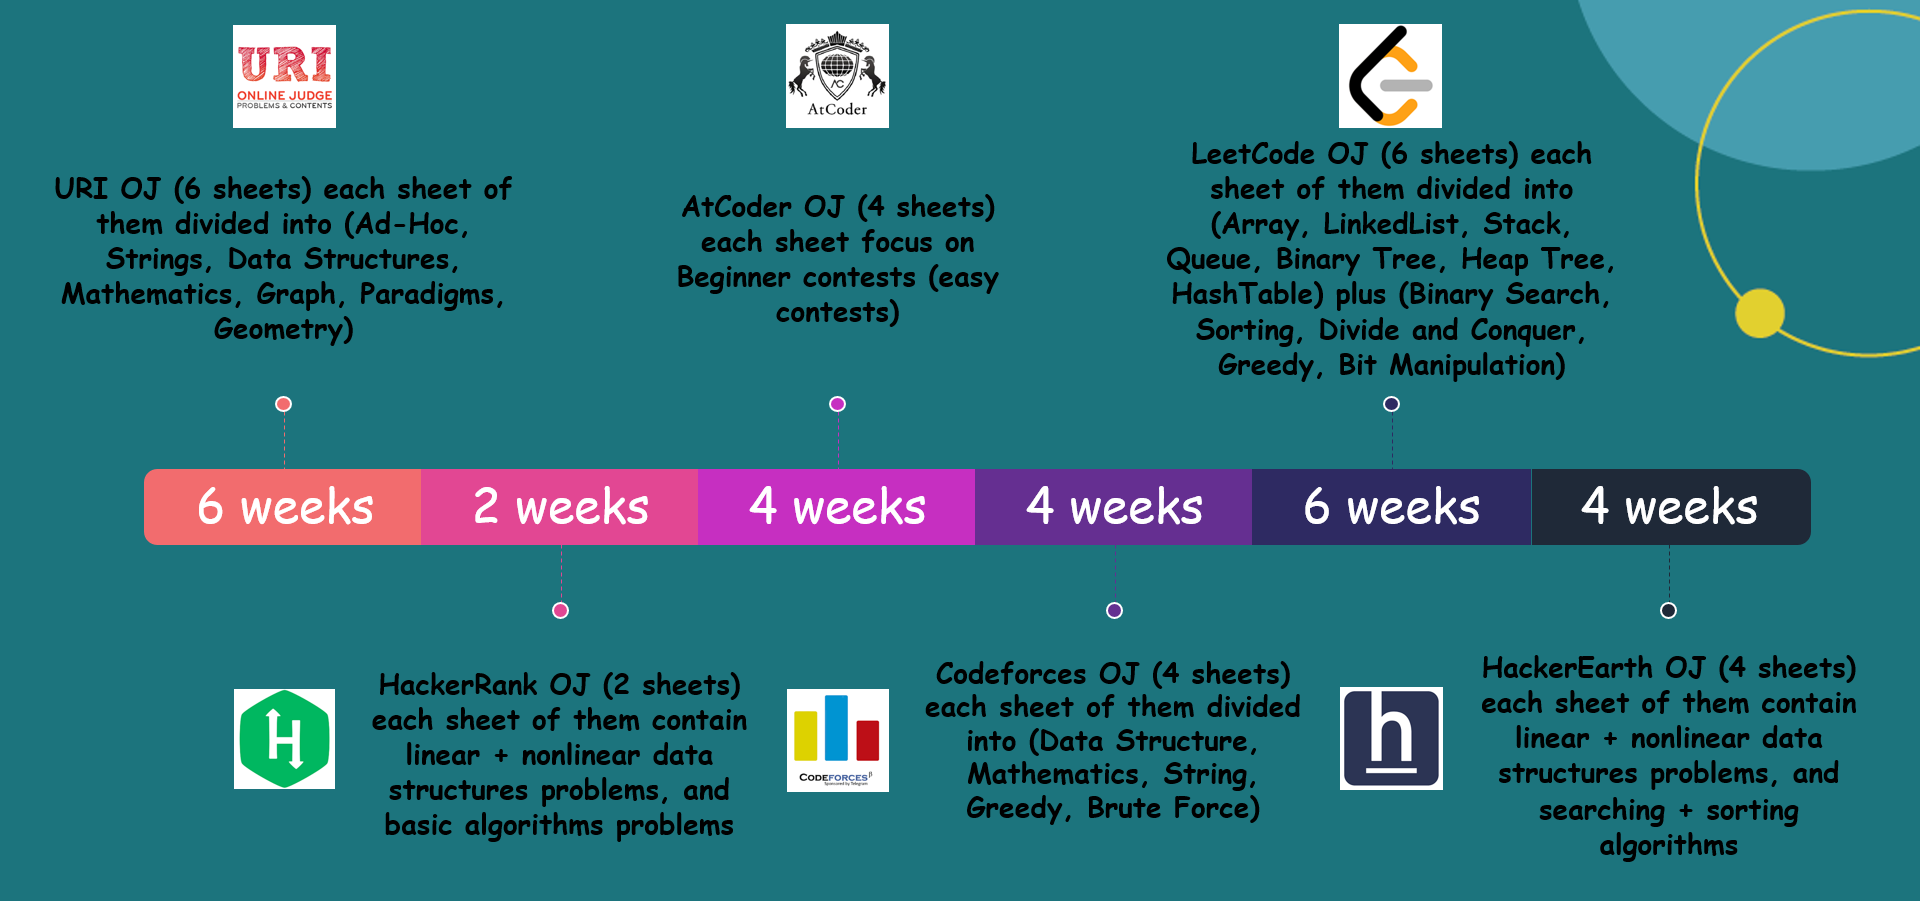 URI
ONLINE JUDGE
PROBLEMS & CONTENTS
URI OJ (6 sheets) each sheet of
them divided into (Ad-Hoc,
Strings, Data Structures,
Mathematics, Graph, Paradigms,
Geometry)
AC
AtCoder
AtCoder OJ (4 sheets)
each sheet focus on
Beginner contests (easy
contests)
LeetCode OJ (6 sheets) each
sheet of them divided into
(Array, LinkedList, Stack,
Queue, Binary Tree, Heap Tree,
HashTable) plus (Binary Search,
Sorting, Divide and Conquer,
Greedy, Bit Manipulation)
6 weeks
2 weeks
4 weeks
4 weeks
6 weeks
4 weeks
H
HackerRank OJ (2 sheets)
each sheet of them contain
linear + nonlinear data
structures problems, and
basic algorithms problems
CODEFORCES β
Sponsored by Telegram
Codeforces OJ (4 sheets)
each sheet of them divided
into (Data Structure,
Mathematics, String,
Greedy, Brute Force)
h
HackerEarth OJ (4 sheets)
each sheet of them contain
linear + nonlinear data
structures problems, and
searching + sorting
algorithms